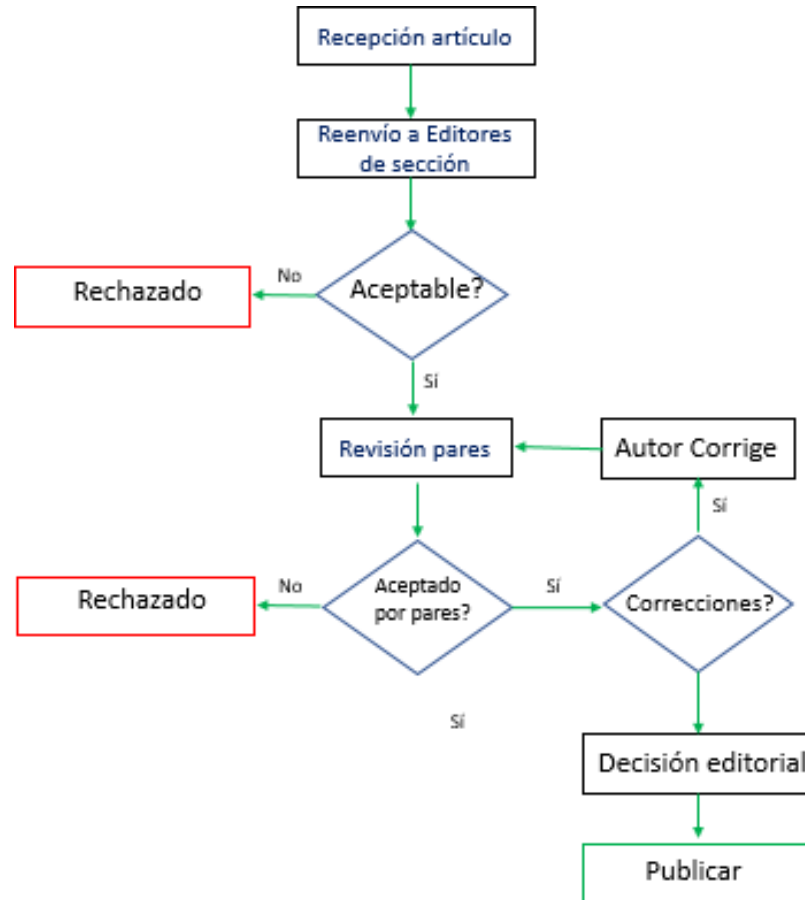 Recepción artículo
Reenvío a Editores
de sección
Aceptable?
No
Rechazado
Sí
Revisión pares
Autor Corrige
Sí
Aceptado
por pares?
No
Rechazado
Sí
Correcciones?
Sí
Decisión editorial
Publicar